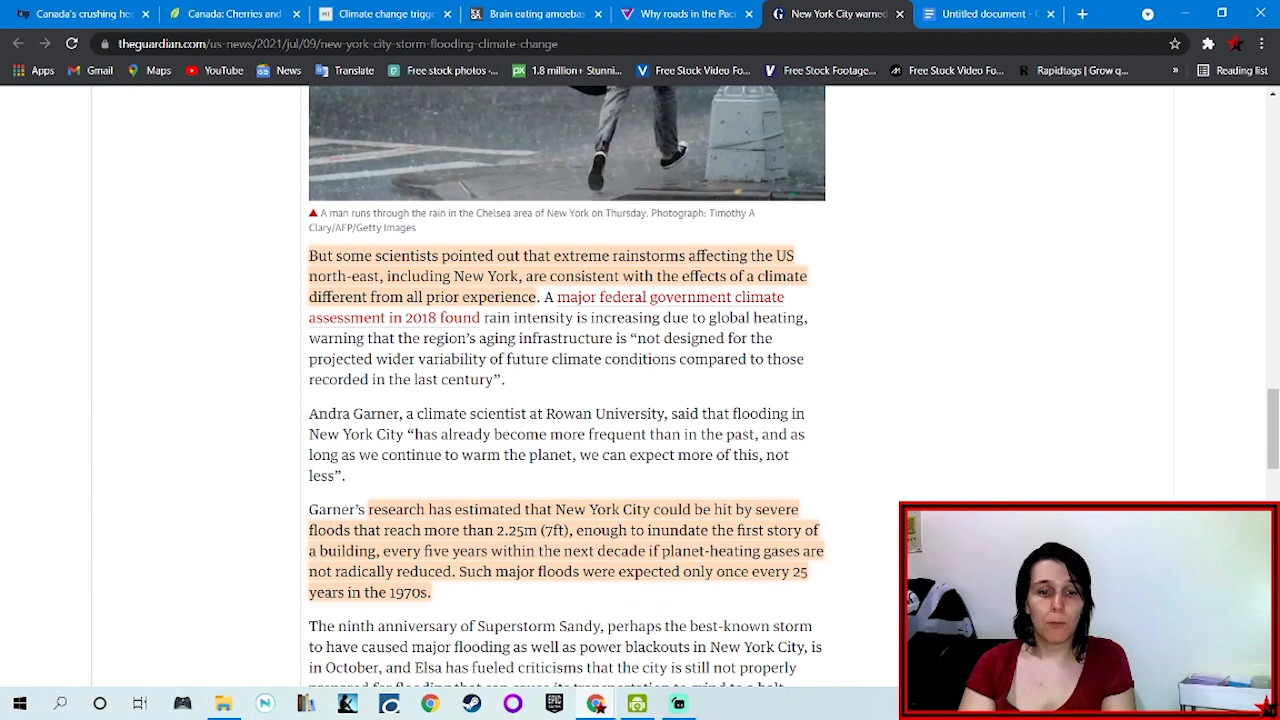 Canada's crushing hea
Canada: Cherries and
Climate change trigg
Brain eating amoebas
Why roads in the Paci
New York City warned
Untitled document - G
theguardian.com/us-news/2021/jul/09/new-york-city-storm-flooding-climate-change
Apps
Gmail
Maps
YouTube
News
Translate
Free stock photos -...
1.8 million+ Stunni...
Free Stock Video Fo...
Free Stock Footage...
Free Stock Video Fo...
Rapidtags | Grow q...
»
Reading list
A man runs through the rain in the Chelsea area of New York on Thursday. Photograph: Timothy A
Clary/AFP/Getty Images
But some scientists pointed out that extreme rainstorms affecting the US
north-east, including New York, are consistent with the effects of a climate
different from all prior experience. A major federal government climate
assessment in 2018 found rain intensity is increasing due to global heating,
warning that the region's aging infrastructure is “not designed for the
projected wider variability of future climate conditions compared to those
recorded in the last century”.
Andra Garner, a climate scientist at Rowan University, said that flooding in
New York City “has already become more frequent than in the past, and as
long as we continue to warm the planet, we can expect more of this, not
less”.
Garner's research has estimated that New York City could be hit by severe
floods that reach more than 2.25m (7ft), enough to inundate the first story of
a building, every five years within the next decade if planet-heating gases are
not radically reduced. Such major floods were expected only once every 25
years in the 1970s.
The ninth anniversary of Superstorm Sandy, perhaps the best-known storm
to have caused major flooding as well as power blackouts in New York City, is
in October, and Elsa has fueled criticisms that the city is still not properly